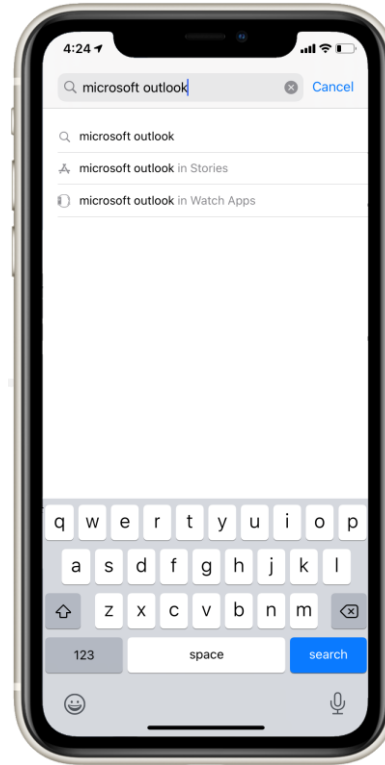 4:24
microsoft outlook Cancel
microsoft outlook
microsoft outlook in Stories
microsoft outlook in Watch Apps
q w e r t y u i o p
a s d f g h j k l
z x c v b n m
123 space search